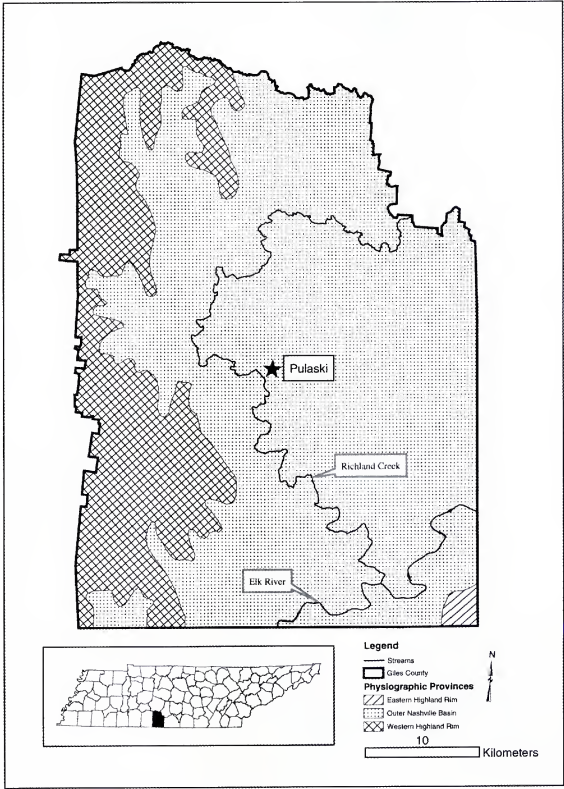 Pulaski
Richland Creek
Elk River
Legend
Streams
Giles County
Physiographic Provinces
Eastern Highland Rim
Outer Nashville Basin
Western Highland Rim
N
10
Kilometers